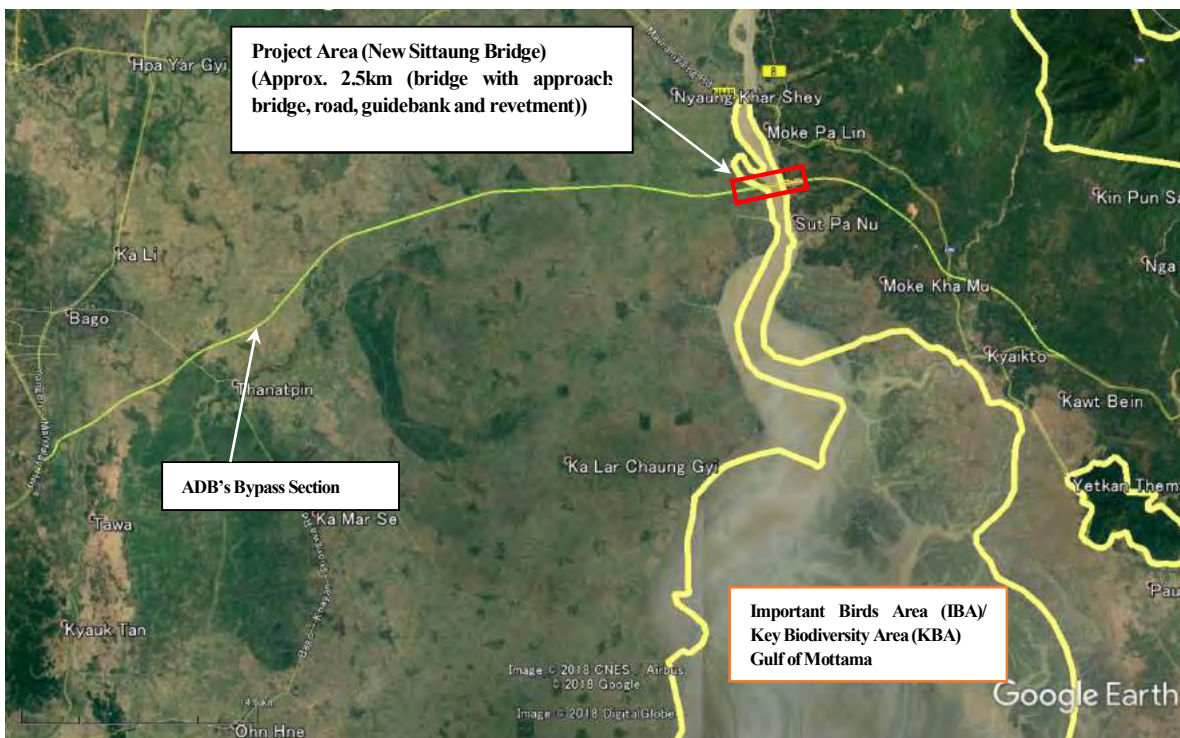 Project Area (New Sittaung Bridge)
(Approx. 2.5km (bridge with approach
bridge, road, guidebank and revetment))
Hpa Yar Gyi
8
Nyaung Khar Shey
Moke Pa Lin
Kin Pun Sa
Sut Pa Nu
Ka Li
Nga
Moke Kha Mu
Bago
Kyaikto
Thanatpin
Kawt Bein
Ka Lar Chaung Gyi
ADB's Bypass Section
Yetkan Them
Ka Mar Se
Tawa
Pau
Important Birds Area (IBA)/
Key Biodiversity Area (KBA)
Gulf of Mottama
Kyauk Tan
Image © 2018 CNES / Airbus
© 2018 Google
Google Earth
Image © 2018 DigitalGlobe
Ohn Hne